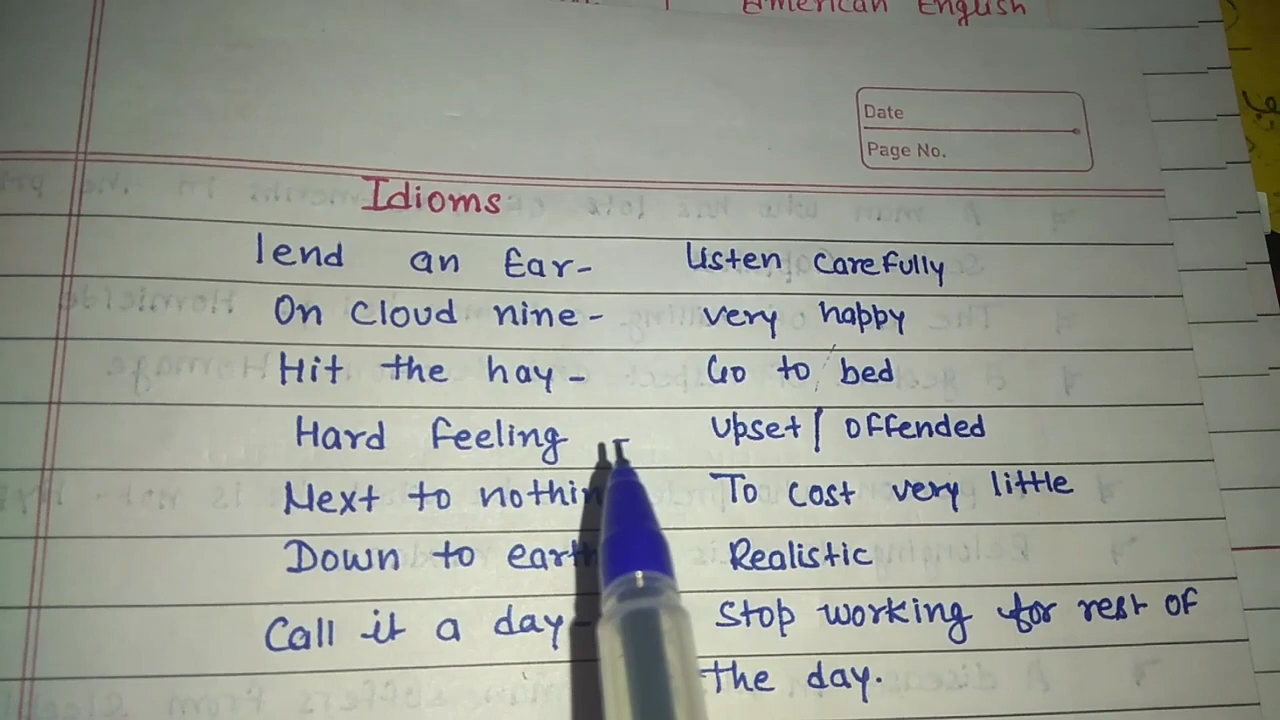 American English
Date
Page No.
Idioms
lend an Ear- Listen carefully
On cloud nine- very happy
Hit the hay- Go to bed
Hard feeling upset/ offended
Next to nothin To cost very little
Down to earth Realistic
Call it a day- stop working for rest of
the day.